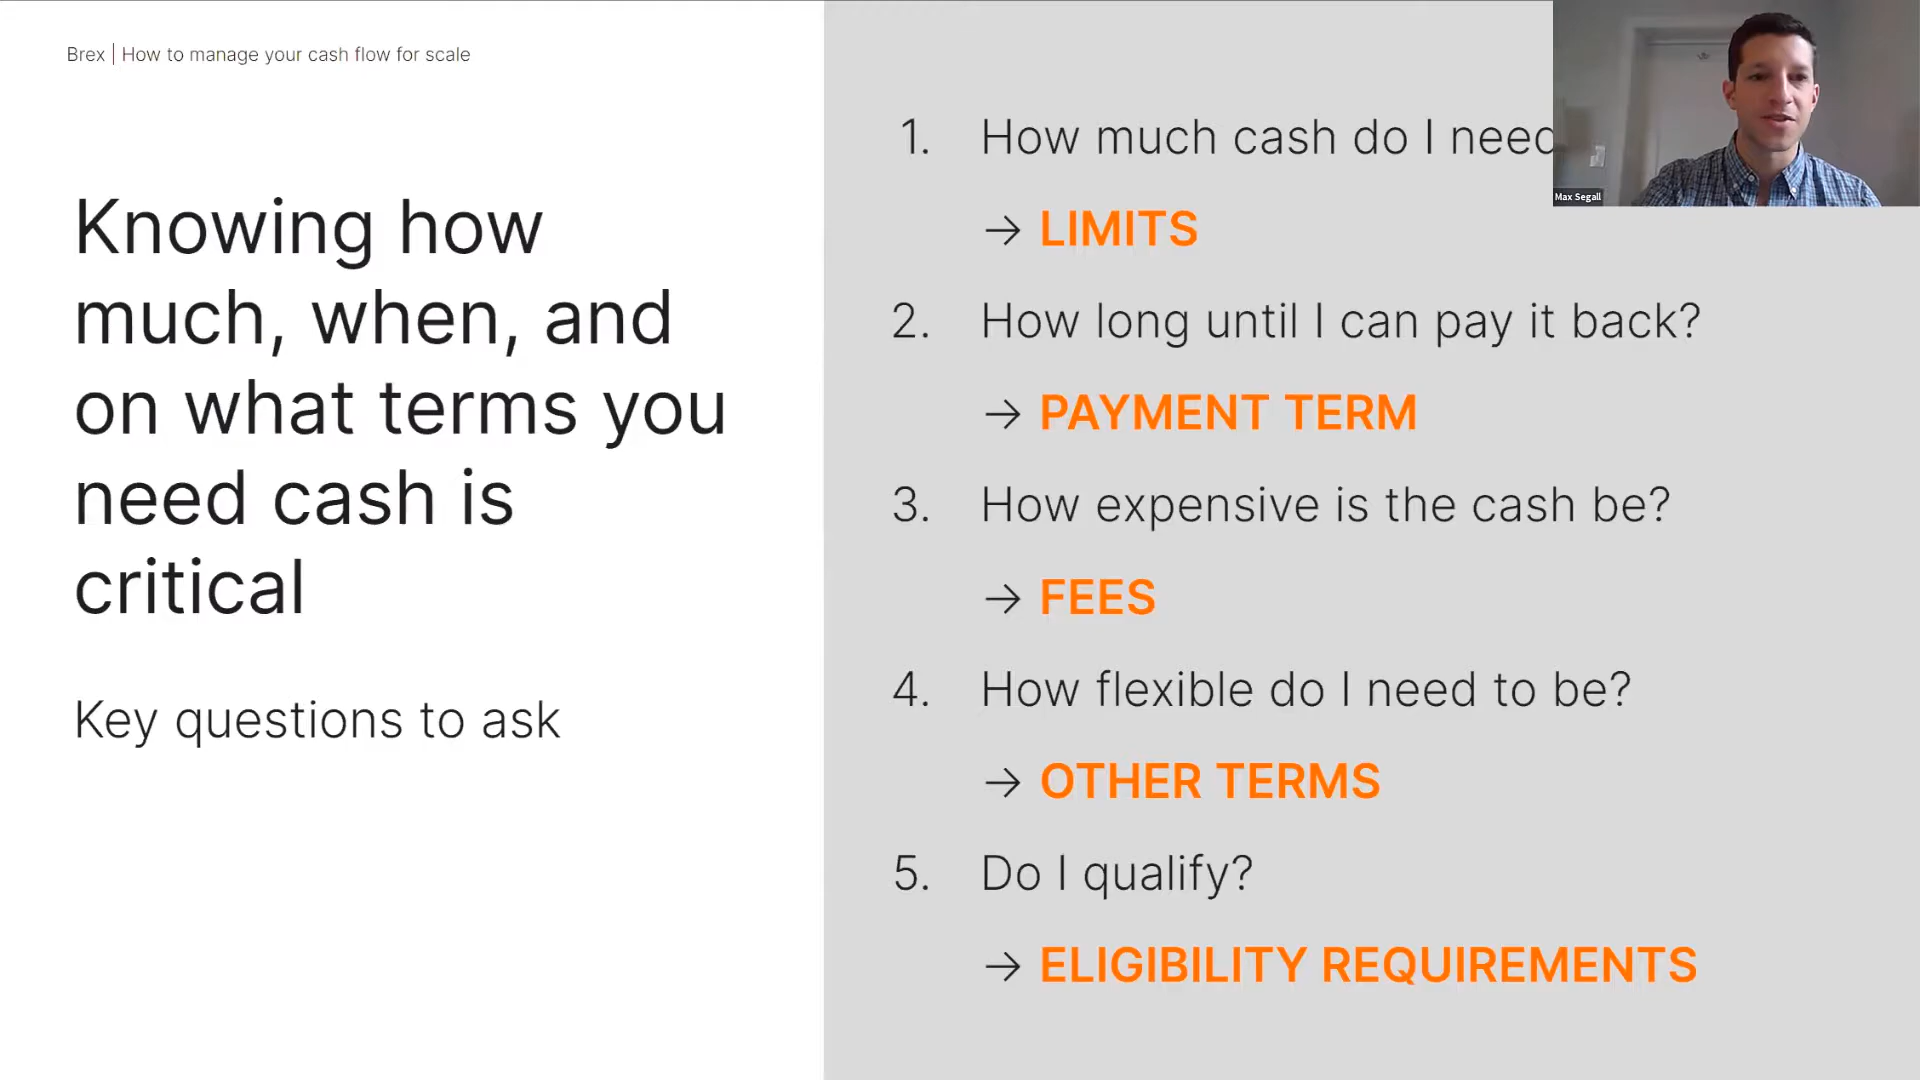 Brex | How to manage your cash flow for scale
Knowing how
much, when, and
on what terms you
need cash is
critical
Key questions to ask
1. How much cash do I need
→ LIMITS
2. How long until I can pay it back?
→ PAYMENT TERM
3. How expensive is the cash be?
→ FEES
4. How flexible do I need to be?
→ OTHER TERMS
5. Do I qualify?
→ ELIGIBILITY REQUIREMENTS
Max Segall